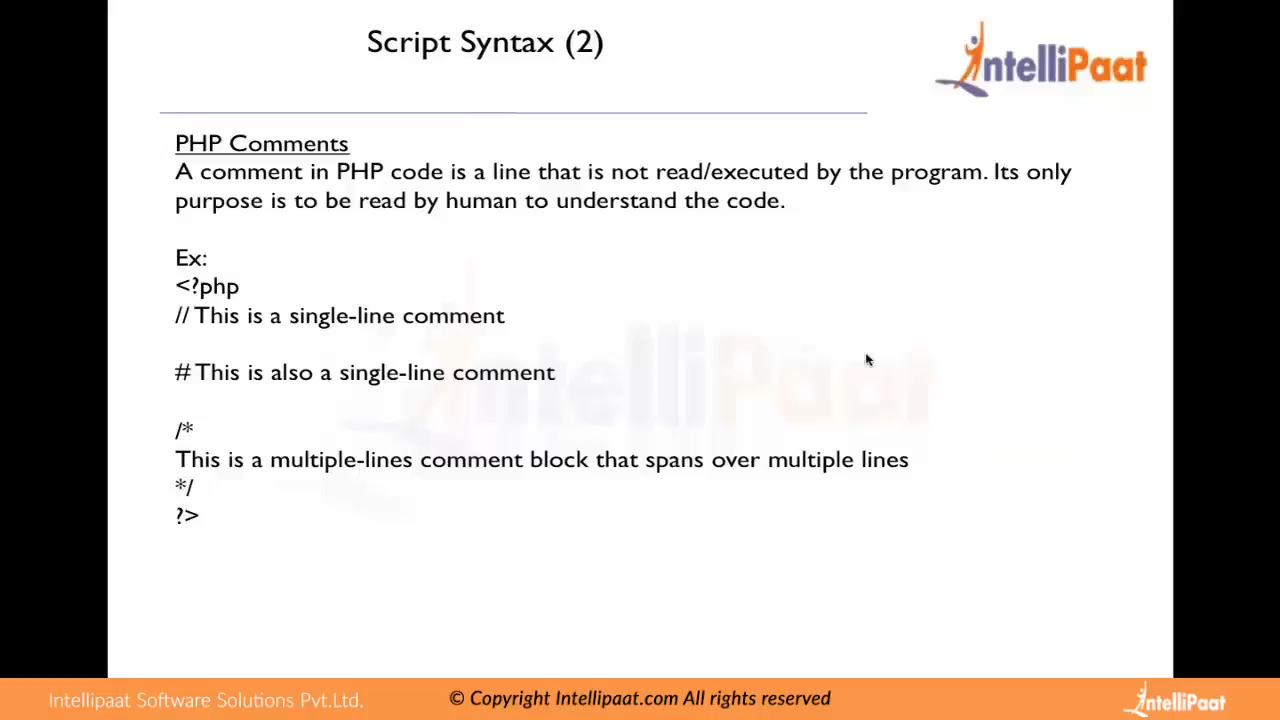 Script Syntax (2)
IntelliPaat
PHP Comments
A comment in PHP code is a line that is not read/executed by the program. Its only
purpose is to be read by human to understand the code.
Ex:
<?php
// This is a single-line comment
# This is also a single-line comment
/*
This is a multiple-lines comment block that spans over multiple lines
*/
?>
IntelliPaat
Intellipaat Software Solutions Pvt.Ltd.
© Copyright Intellipaat.com All rights reserved
IntelliPaat